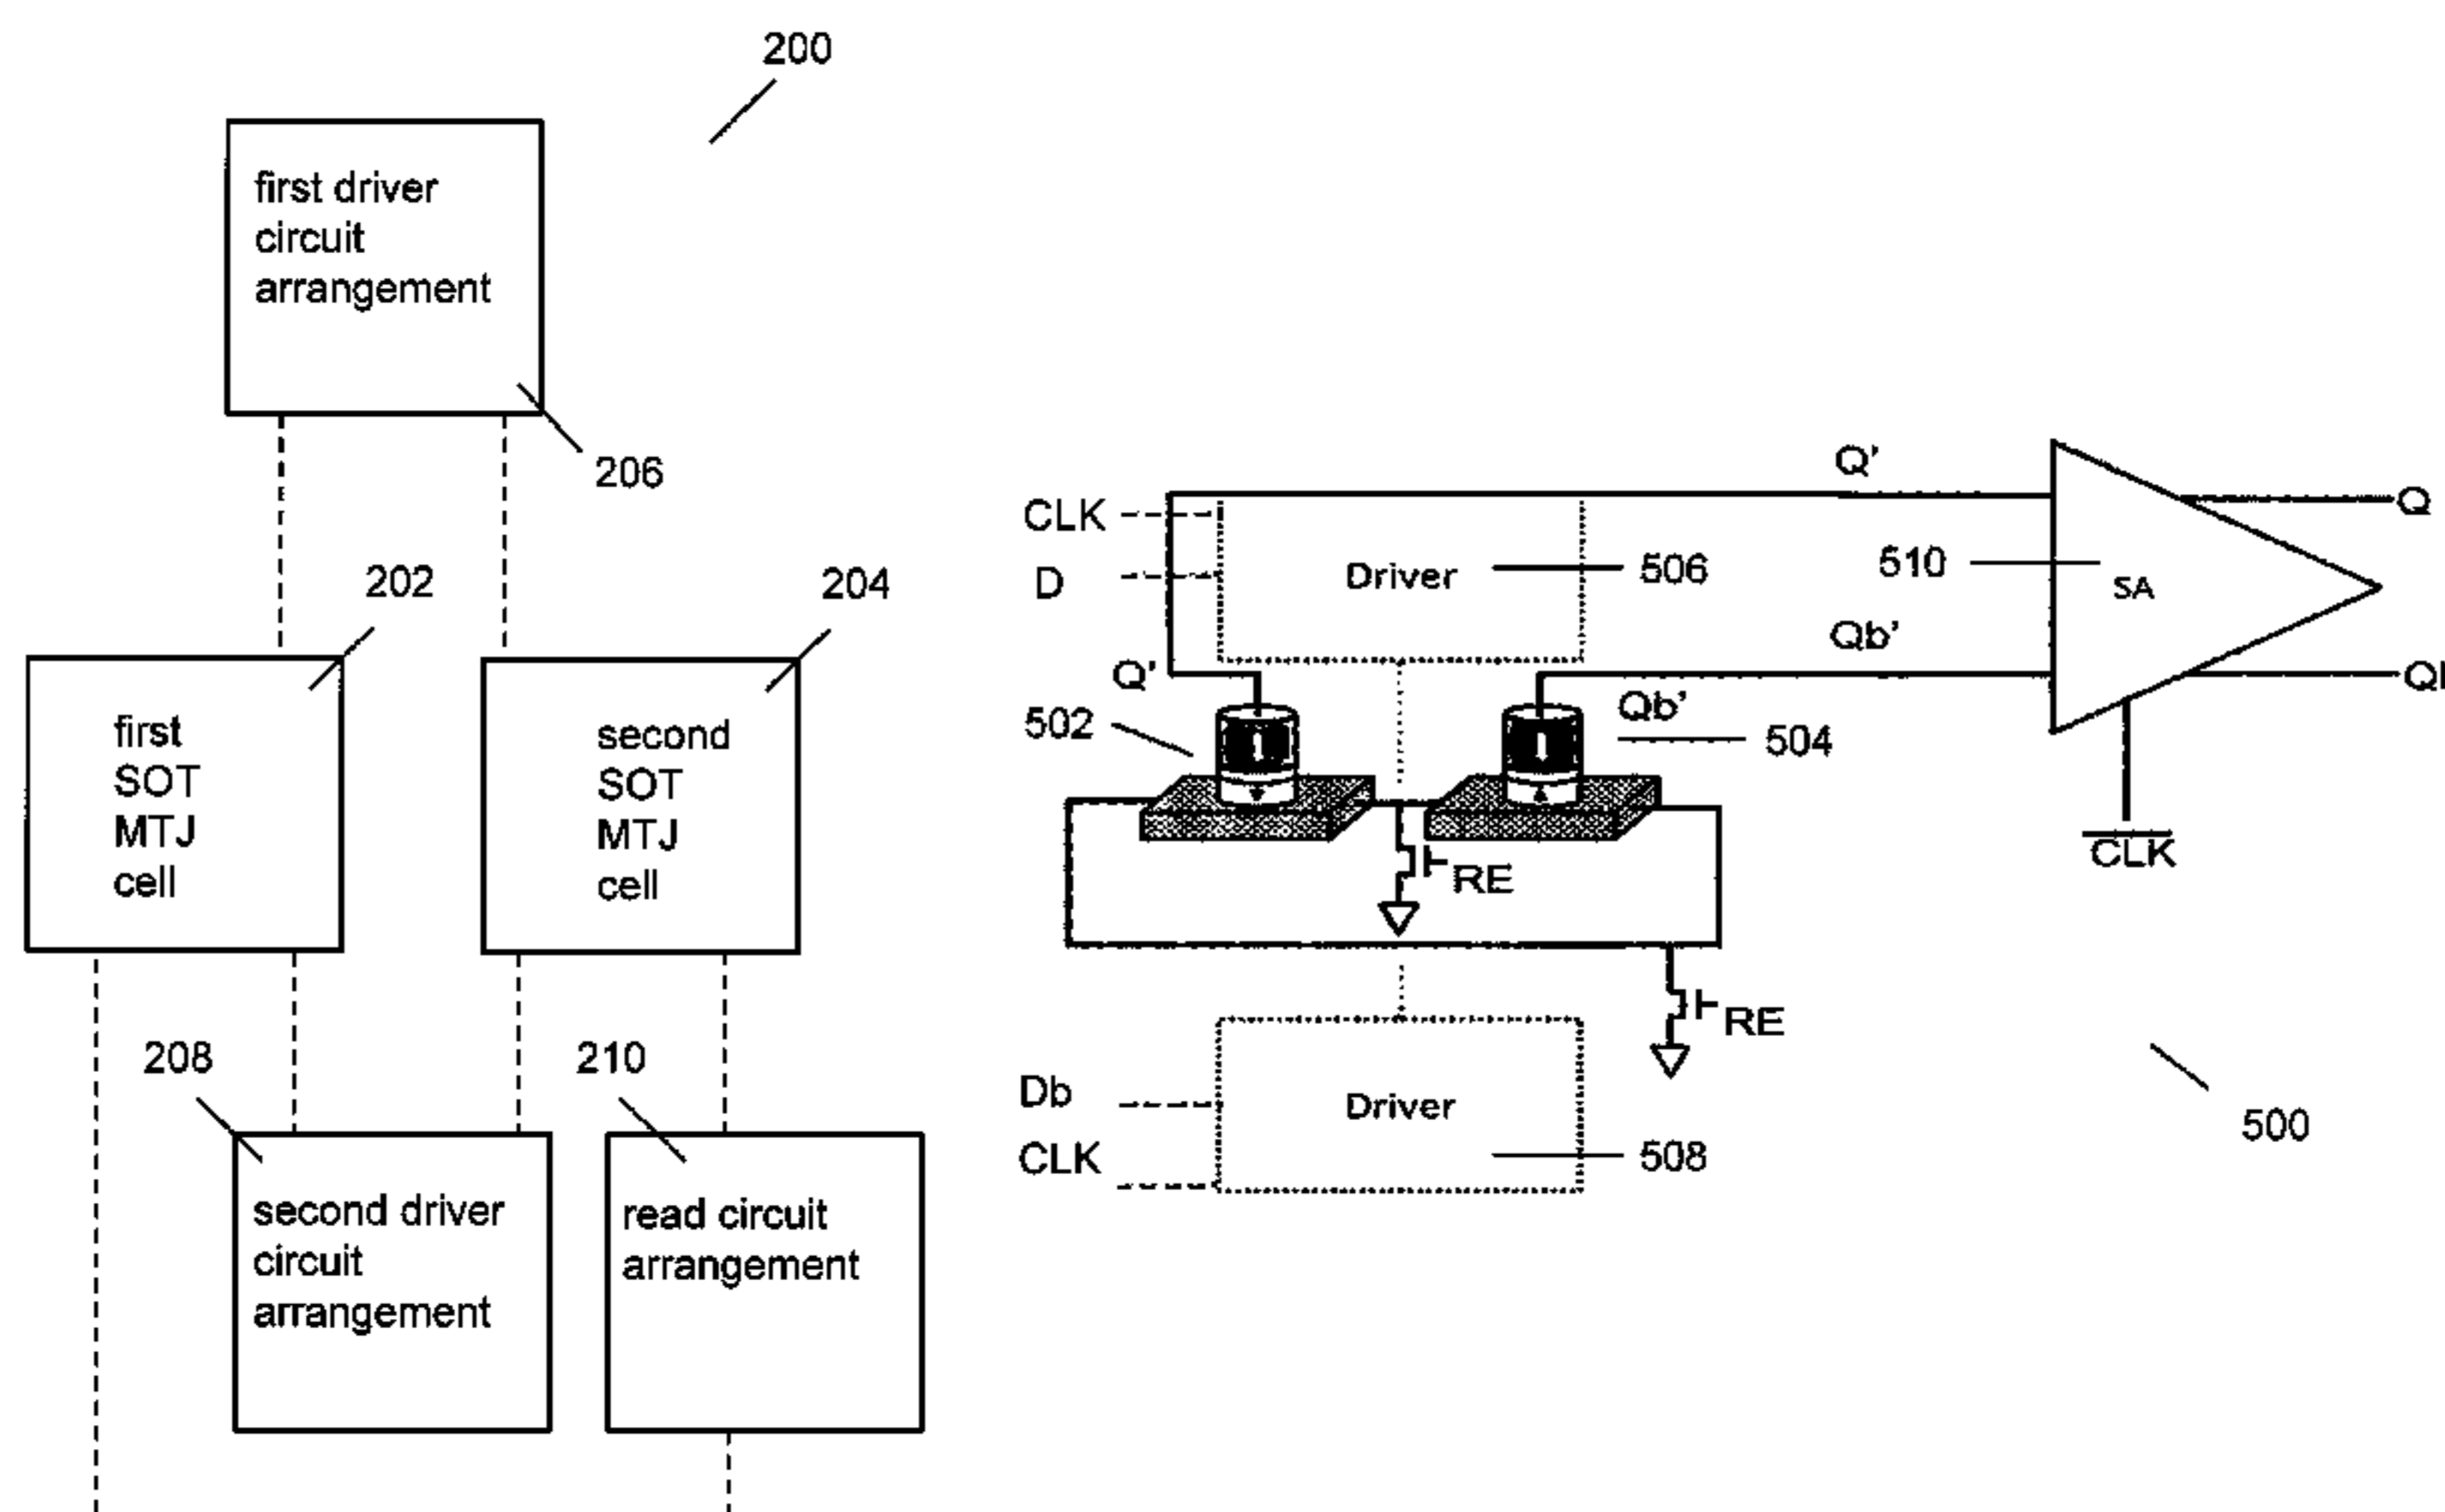 200
first driver
circuit
arrangement
206
202
204
first
SOT
MTJ
cell
second
SOT
MTJ
cell
208
210
second driver
circuit
arrangement
read circuit
arrangement
CLK
D
Driver
506
Q'
510
SA
Q
Qb'
Q'
502
Qb'
504
RE
CLK
RE
Db
CLK
Driver
508
500